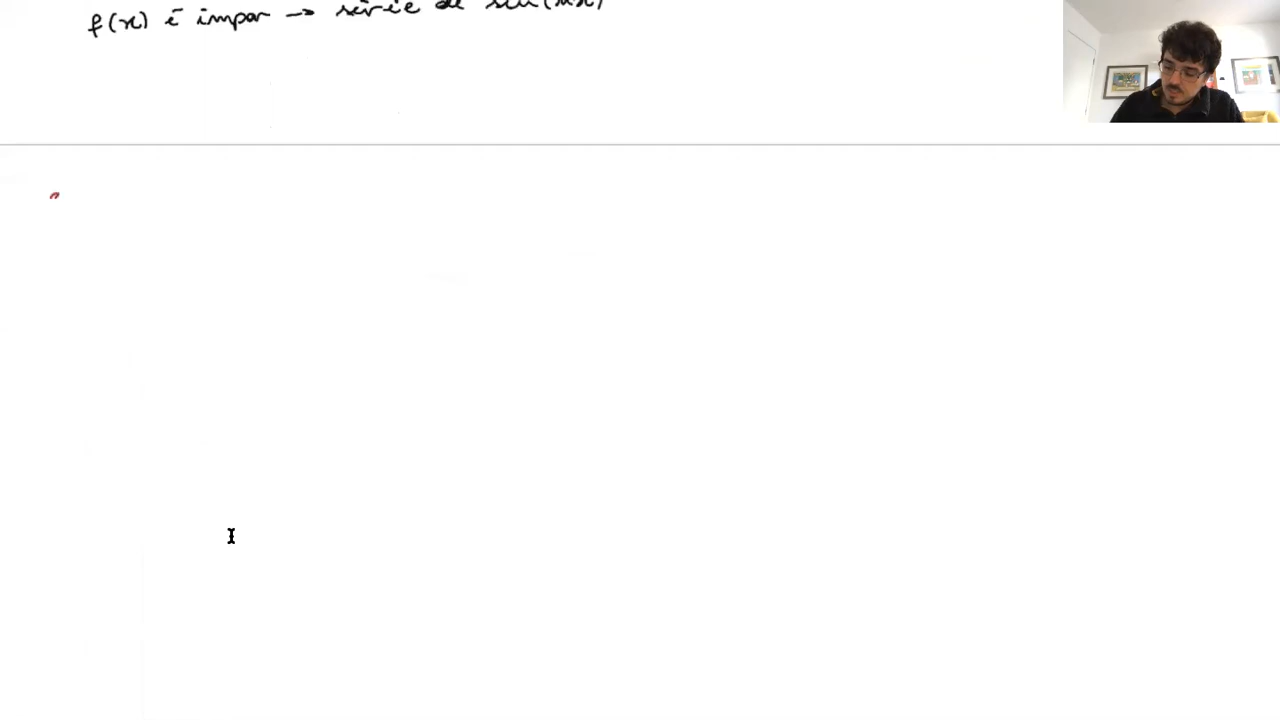 f(x) é impar → série de sen(nx)